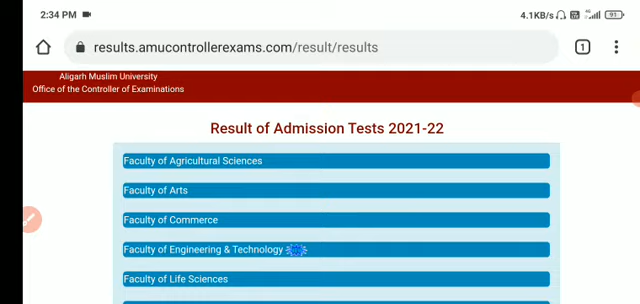 2:34 PM
4.1KB/s 4G 91
results.amucontrollerexams.com/result/results
1
Aligarh Muslim University
Office of the Controller of Examinations
Result of Admission Tests 2021-22
Faculty of Agricultural Sciences
Faculty of Arts
Faculty of Commerce
Faculty of Engineering & Technology
Faculty of Life Sciences